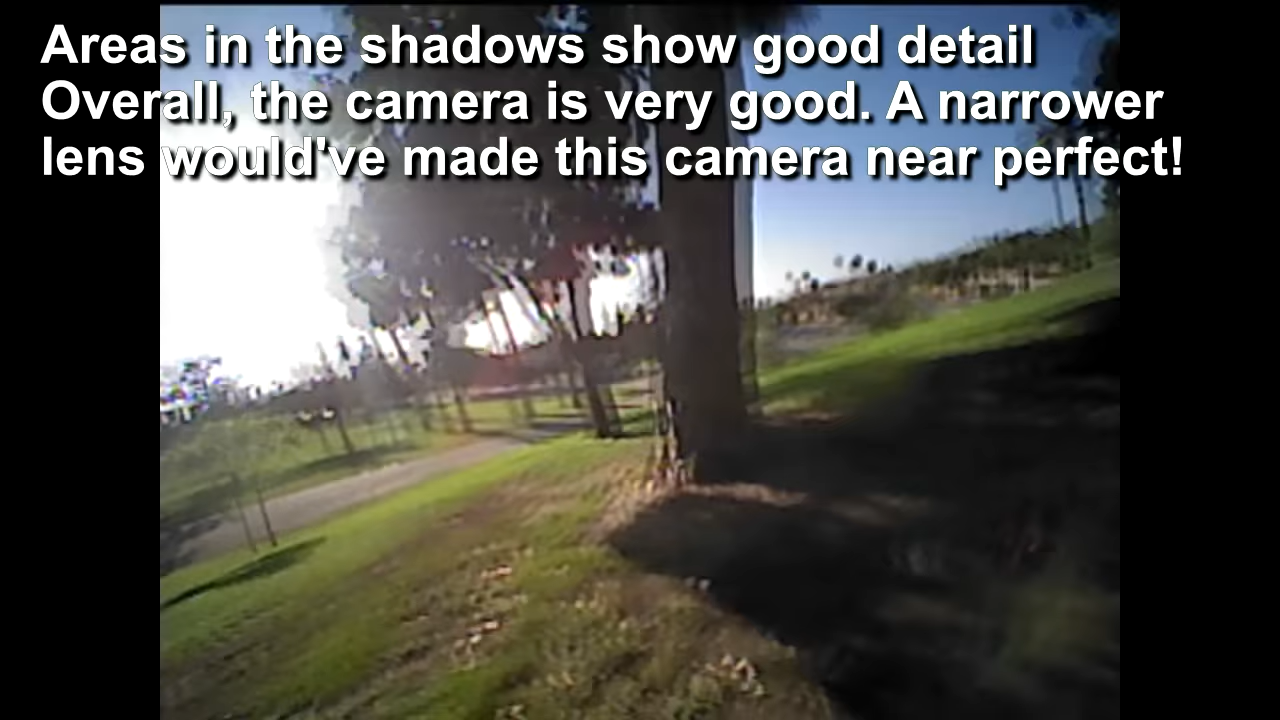 Areas in the shadows show good detail
Overall, the camera is very good. A narrower
lens would've made this camera near perfect!